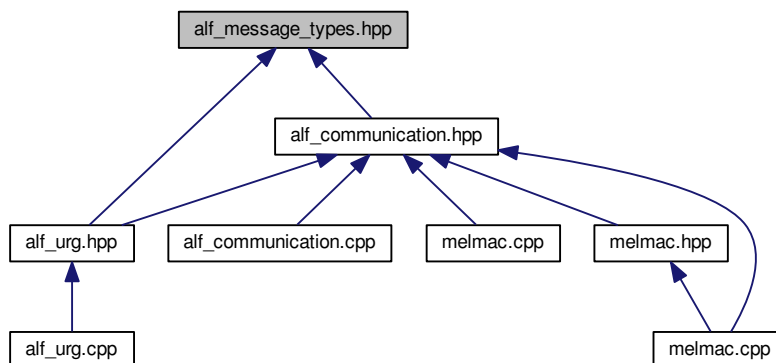 alf_message_types.hpp
alf_communication.hpp
alf_urg.hpp
alf_communication.cpp
melmac.cpp
melmac.hpp
alf_urg.cpp
melmac.cpp